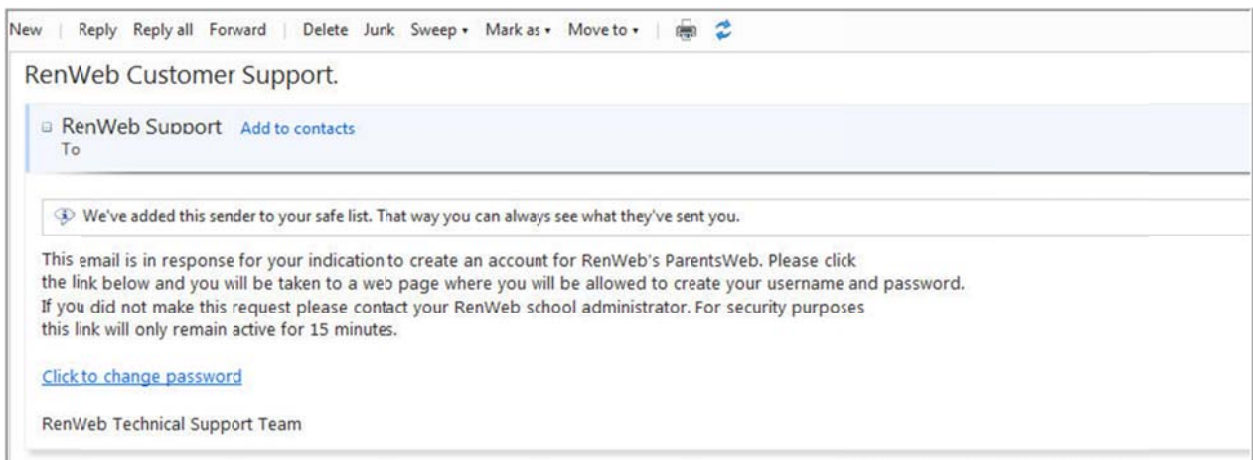 New | Reply Reply all Forward | Delete Junk Sweep ▾ Mark as ▾ Move to ▾ |
RenWeb Customer Support.
RenWeb Support Add to contacts
To
We've added this sender to your safe list. That way you can always see what they've sent you.
This email is in response for your indication to create an account for RenWeb's ParentsWeb. Please click
the link below and you will be taken to a web page where you will be allowed to create your username and password.
If you did not make this request please contact your RenWeb school administrator. For security purposes
this link will only remain active for 15 minutes.
Click to change password
RenWeb Technical Support Team